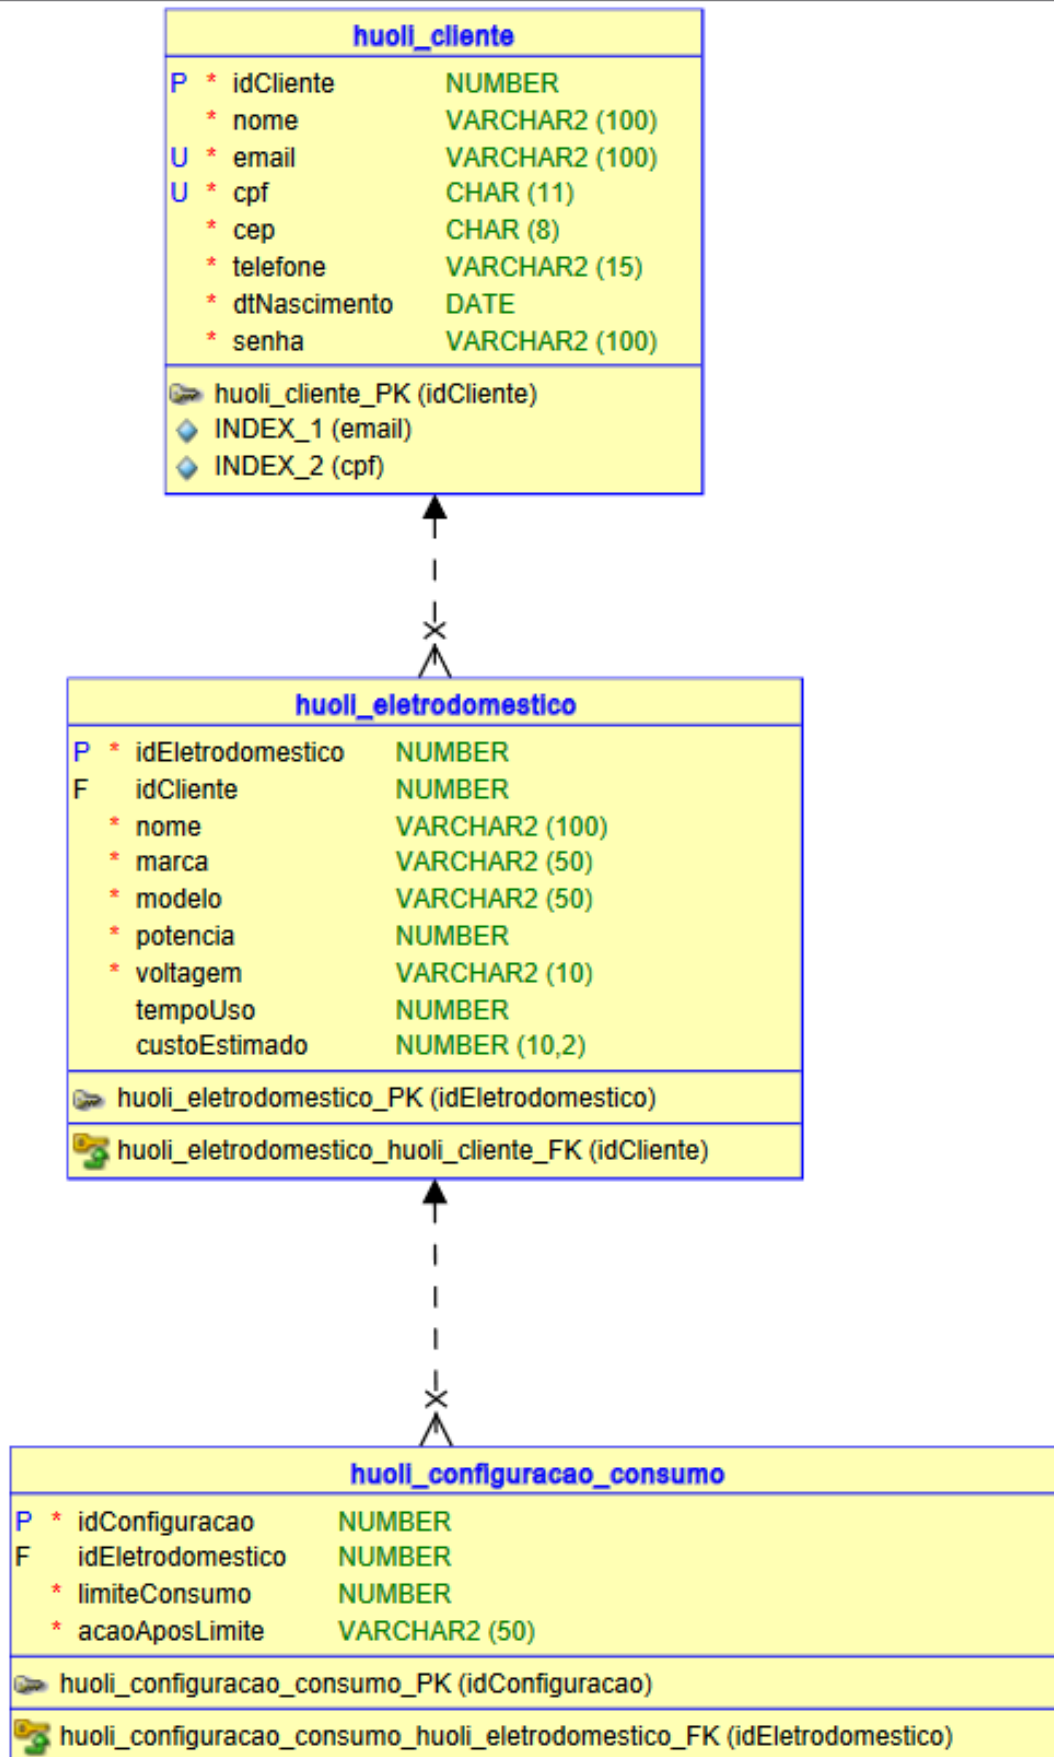 huoli_cliente
P * idCliente NUMBER
* nome VARCHAR2 (100)
U * email VARCHAR2 (100)
U * cpf CHAR (11)
* cep CHAR (8)
* telefone VARCHAR2 (15)
* dtNascimento DATE
* senha VARCHAR2 (100)
huoli_cliente_PK (idCliente)
INDEX_1 (email)
INDEX_2 (cpf)
huoli_eletrodomestico
P * idEletrodomestico NUMBER
F idCliente NUMBER
* nome VARCHAR2 (100)
* marca VARCHAR2 (50)
* modelo VARCHAR2 (50)
* potencia NUMBER
* voltagem VARCHAR2 (10)
tempoUso NUMBER
custoEstimado NUMBER (10,2)
huoli_eletrodomestico_PK (idEletrodomestico)
huoli_eletrodomestico_huoli_cliente_FK (idCliente)
huoli_configuracao_consumo
P * idConfiguracao NUMBER
F idEletrodomestico NUMBER
* limiteConsumo NUMBER
* acaoAposLimite VARCHAR2 (50)
huoli_configuracao_consumo_PK (idConfiguracao)
huoli_configuracao_consumo_huoli_eletrodomestico_FK (idEletrodomestico)